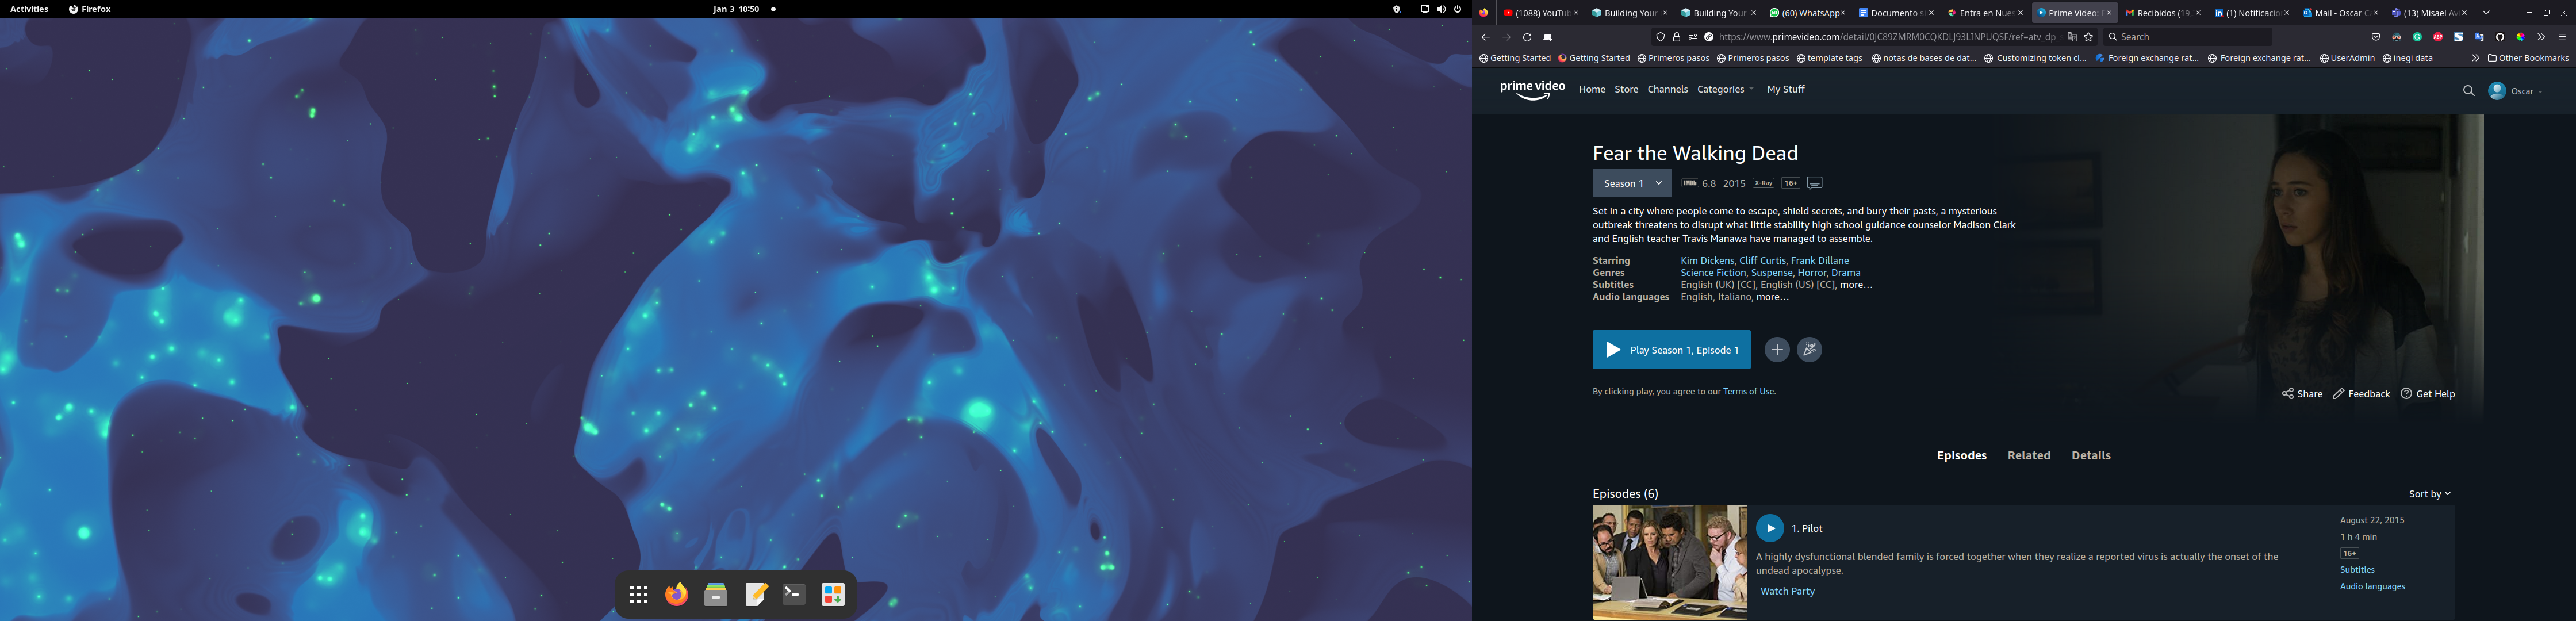 Activities Firefox Jan 3 10:50
(1088) YouTub Building Your Building Your (60) WhatsApp Documento si Entra en Nues Prime Video: Recibidos (19, (1) Notificacio Mail - Oscar C (13) Misael Av
https://www.primevideo.com/detail/0JC89ZMRM0CQKDLJ93LINPUQSF/ref=atv_dp_ Search
Getting Started Getting Started Primeros pasos Primeros pasos template tags notas de bases de dat... Customizing token cl... Foreign exchange rat... Foreign exchange rat... UserAdmin inegi data Other Bookmarks
prime video Home Store Channels Categories My Stuff Oscar
Fear the Walking Dead
Season 1 IMDb 6.8 2015 X-Ray 16+
Set in a city where people come to escape, shield secrets, and bury their pasts, a mysterious
outbreak threatens to disrupt what little stability high school guidance counselor Madison Clark
and English teacher Travis Manawa have managed to assemble.
Starring Kim Dickens, Cliff Curtis, Frank Dillane
Genres Science Fiction, Suspense, Horror, Drama
Subtitles English (UK) [CC], English (US) [CC], more...
Audio languages English, Italiano, more...
Play Season 1, Episode 1
By clicking play, you agree to our Terms of Use.
Share Feedback Get Help
Episodes Related Details
Episodes (6) Sort by
1. Pilot
A highly dysfunctional blended family is forced together when they realize a reported virus is actually the onset of the
undead apocalypse.
Watch Party
August 22, 2015
1 h 4 min
16+
Subtitles
Audio languages